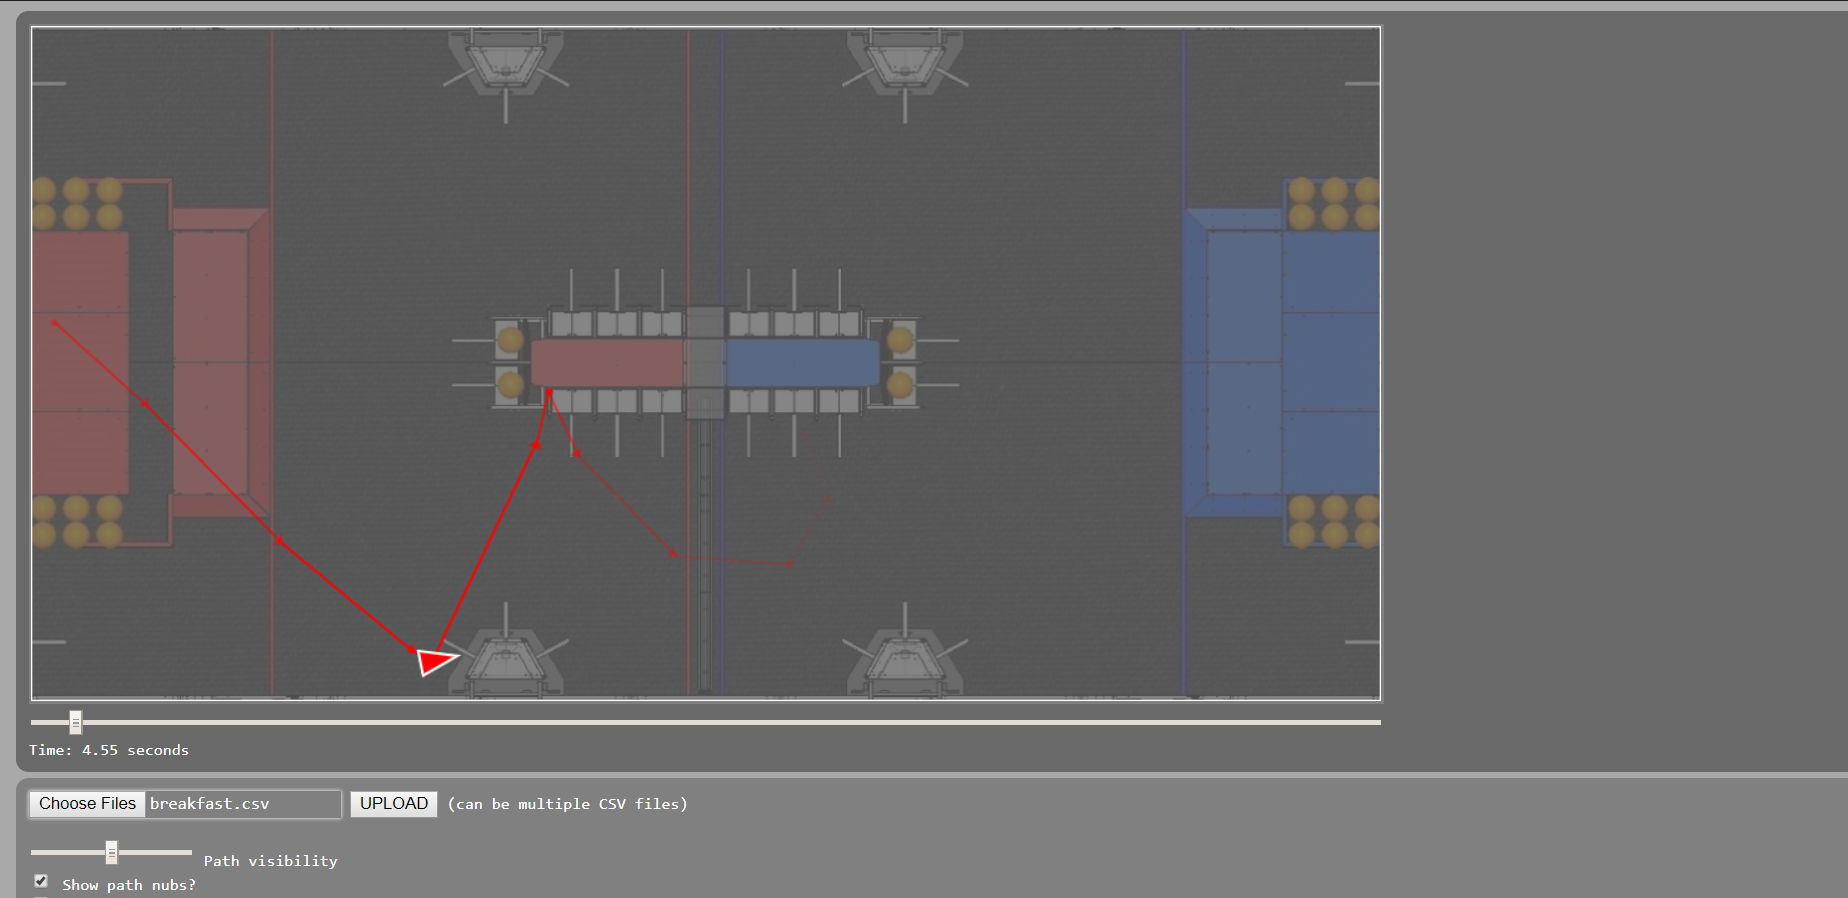 Time: 4.55 seconds
Choose Files breakfast.csv UPLOAD (can be multiple CSV files)
Path visibility
Show path nubs?